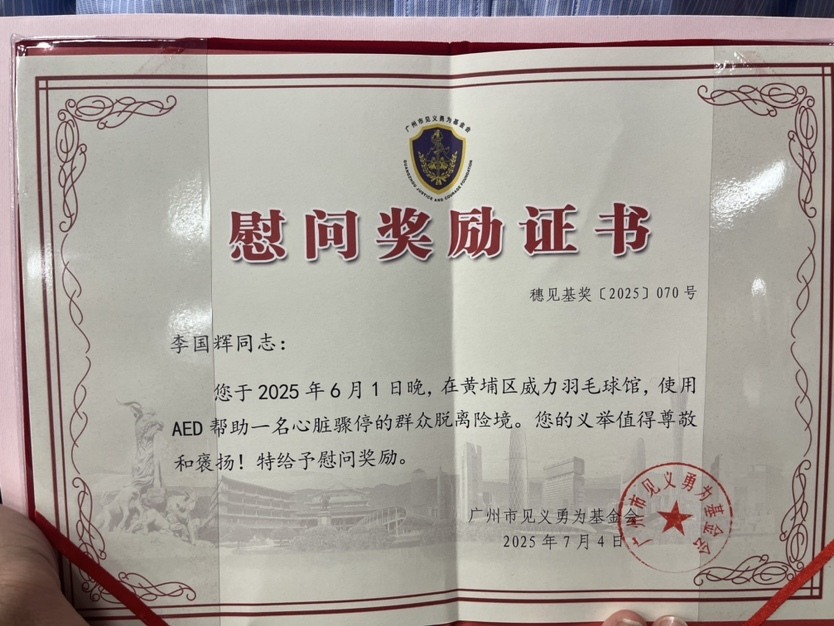 广州市见义勇为基金会
GUANGZHOU JUSTICE AND COURAGE FOUNDATION
慰问奖励证书
穗见基奖〔2025〕070号
李国辉同志：
您于2025年6月1日晚，在黄埔区威力羽毛球馆，使用
AED帮助一名心脏骤停的群众脱离险境。您的义举值得尊敬
和褒扬！特给予慰问奖励。
广州市见义勇为基金会
2025年7月4日
广州市见义勇为基金会